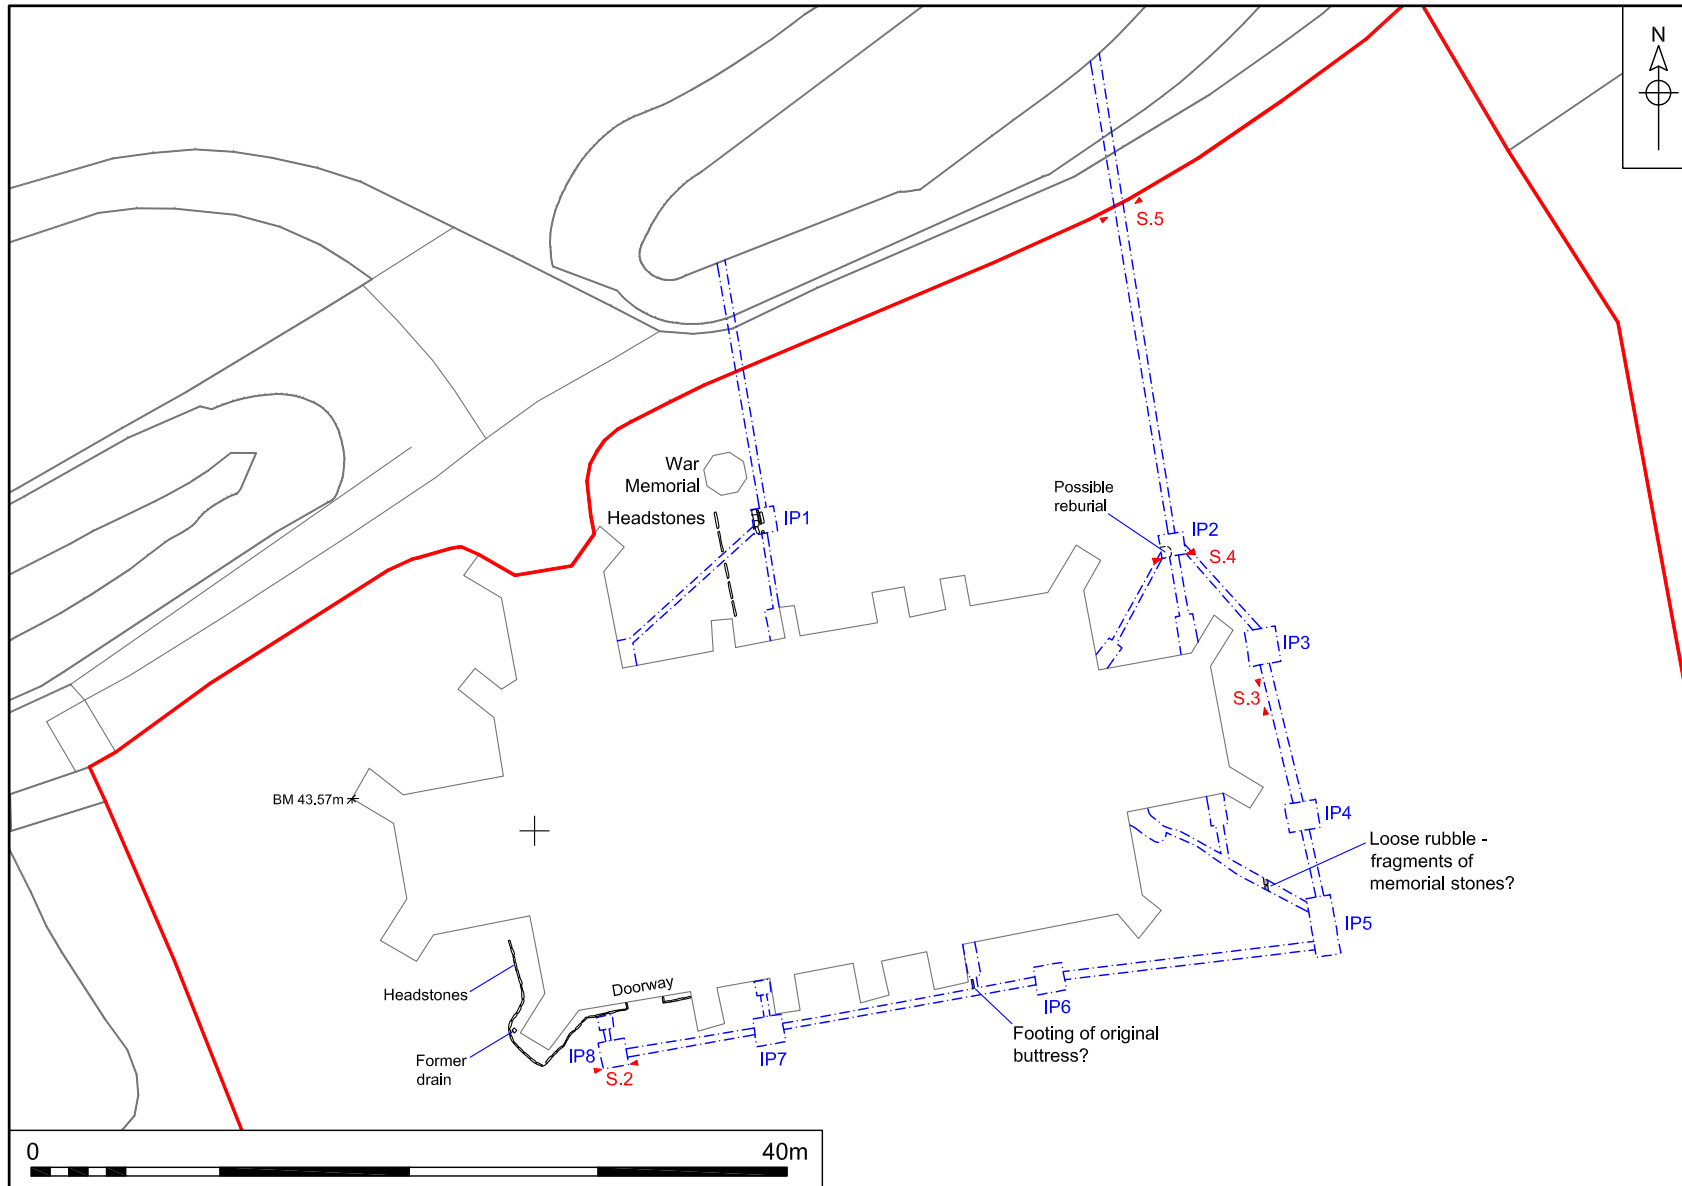 N
S.5
War
Memorial
Headstones
IP1
Possible
reburial
IP2
S.4
IP3
S.3
BM 43.57m
IP4
Loose rubble -
fragments of
memorial stones?
IP5
Headstones
Doorway
IP6
Footing of original
buttress?
IP7
IP8
Former
drain
S.2
0
40m